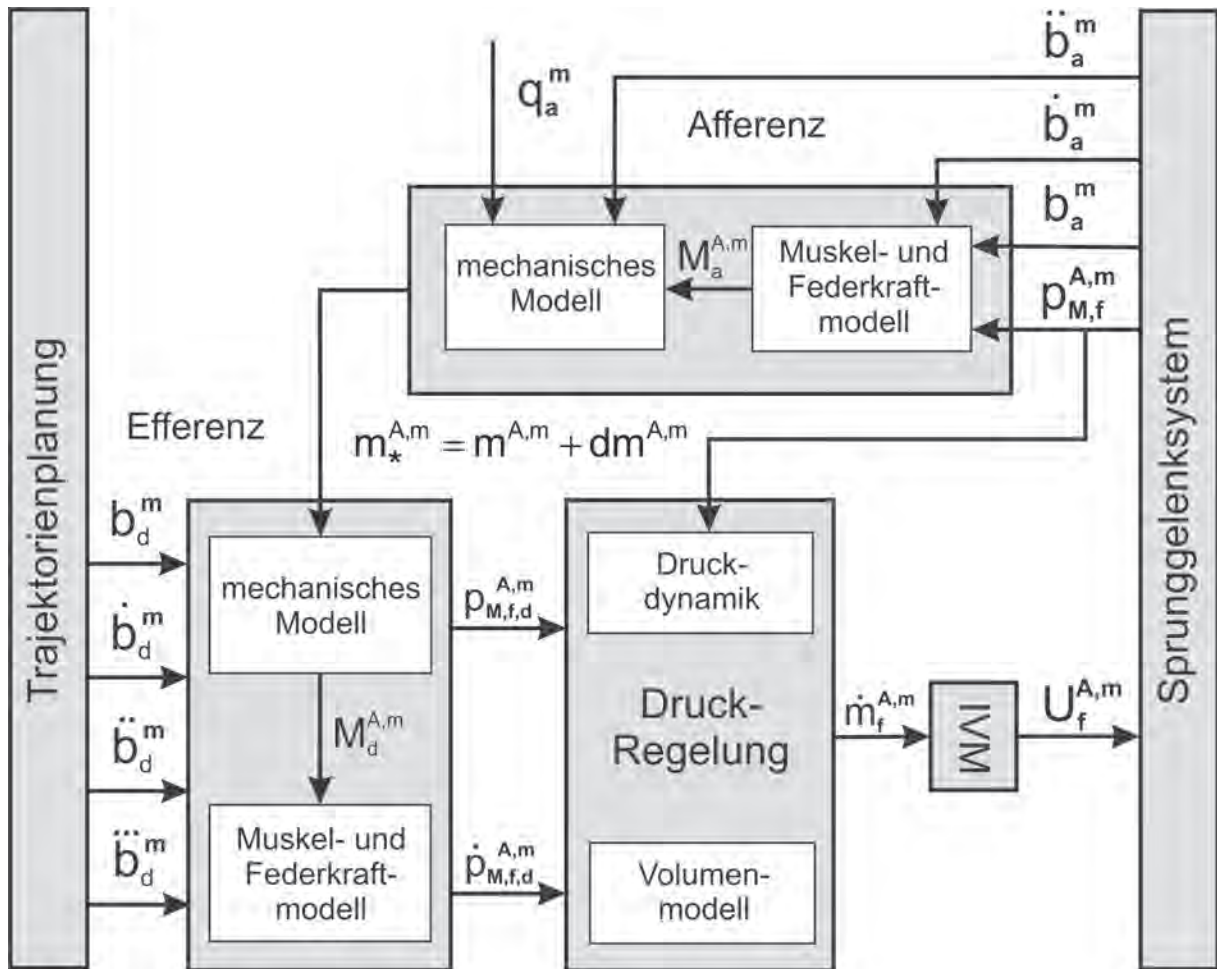 Trajektorienplanung
q_a^m
Afferenz
b̈_a^m
ḃ_a^m
b_a^m
p_{M,f}^{A,m}
mechanisches
Modell
M_a^{A,m}
Muskel- und
Federkraft-
modell
Sprunggelenksystem
Efferenz
m_*^{A,m} = m^{A,m} + dm^{A,m}
b_d^m
ḃ_d^m
b̈_d^m
b⃛_d^m
mechanisches
Modell
M_d^{A,m}
Muskel- und
Federkraft-
modell
p_{M,f,d}^{A,m}
ṗ_{M,f,d}^{A,m}
Druck-
dynamik
Druck-
Regelung
Volumen-
modell
ṁ_f^{A,m}
IVM
U_f^{A,m}